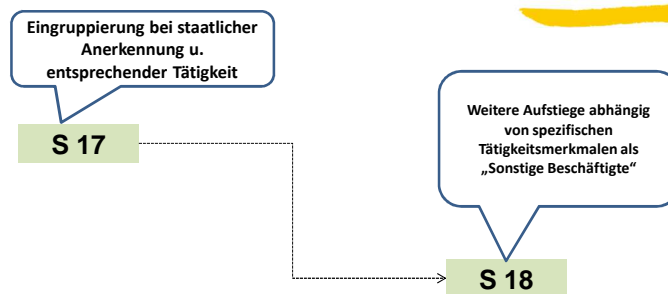 Eingruppierung bei staatlicher
Anerkennung u.
entsprechender Tätigkeit
S 17
Weitere Aufstiege abhängig
von spezifischen
Tätigkeitsmerkmalen als
„Sonstige Beschäftigte“
S 18